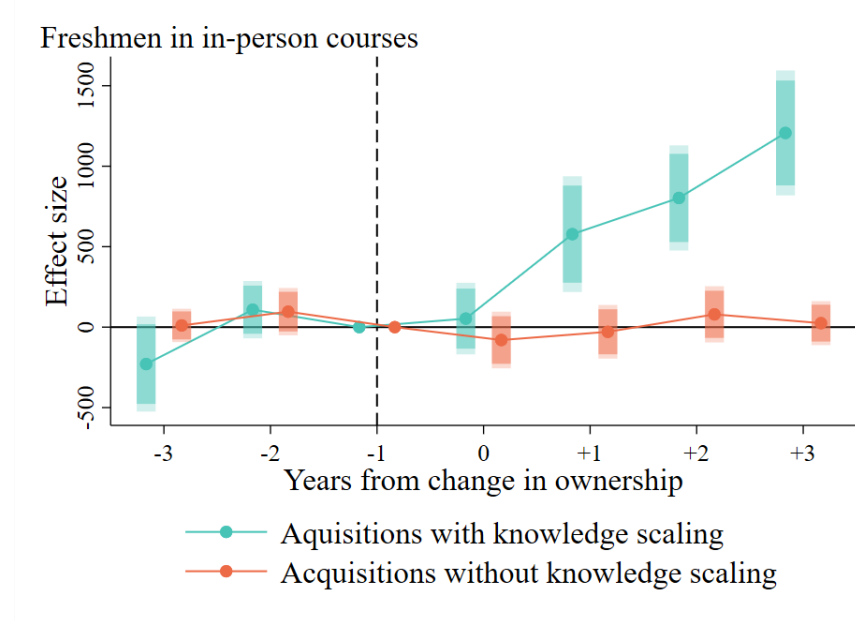 Freshmen in in-person courses
1500
1000
500
0
-500
Effect size
-3 -2 -1 0 +1 +2 +3
Years from change in ownership
Aquisitions with knowledge scaling
Acquisitions without knowledge scaling